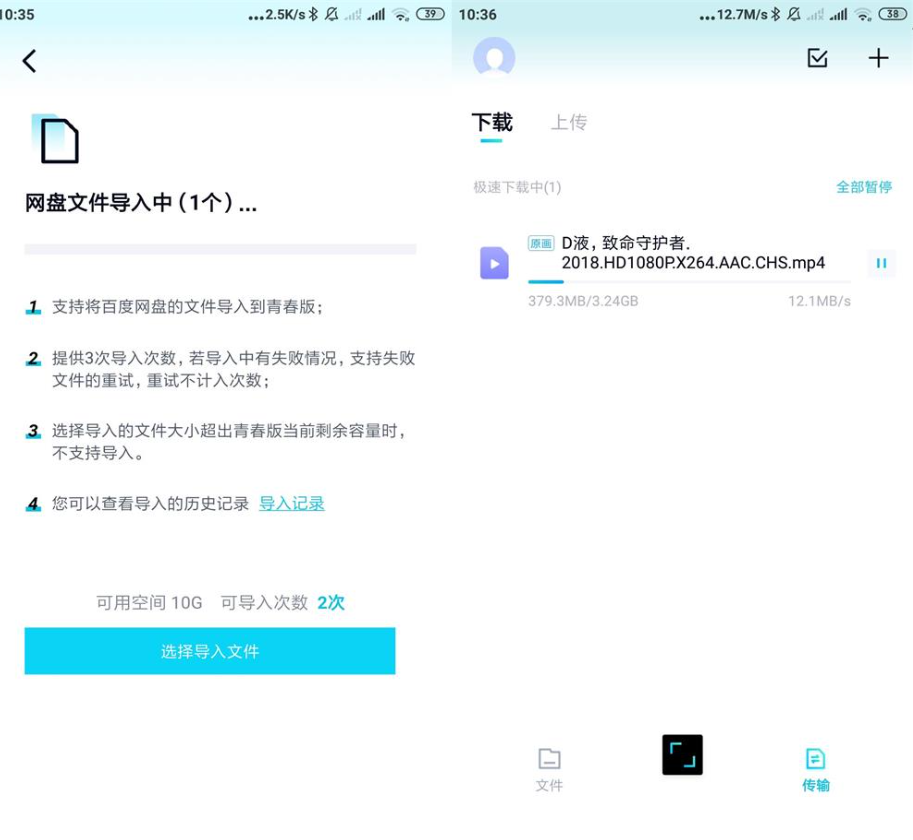 10:35
...2.5K/s
39
网盘文件导入中（1个）...
1 支持将百度网盘的文件导入到青春版；
2 提供3次导入次数，若导入中有失败情况，支持失败
文件的重试，重试不计入次数；
3 选择导入的文件大小超出青春版当前剩余容量时，
不支持导入。
4 您可以查看导入的历史记录 导入记录
可用空间 10G 可导入次数 2次
选择导入文件
10:36
...12.7M/s
38
下载 上传
极速下载中(1) 全部暂停
原画 D液，致命守护者.
2018.HD1080P.X264.AAC.CHS.mp4
379.3MB/3.24GB 12.1MB/s
文件 传输